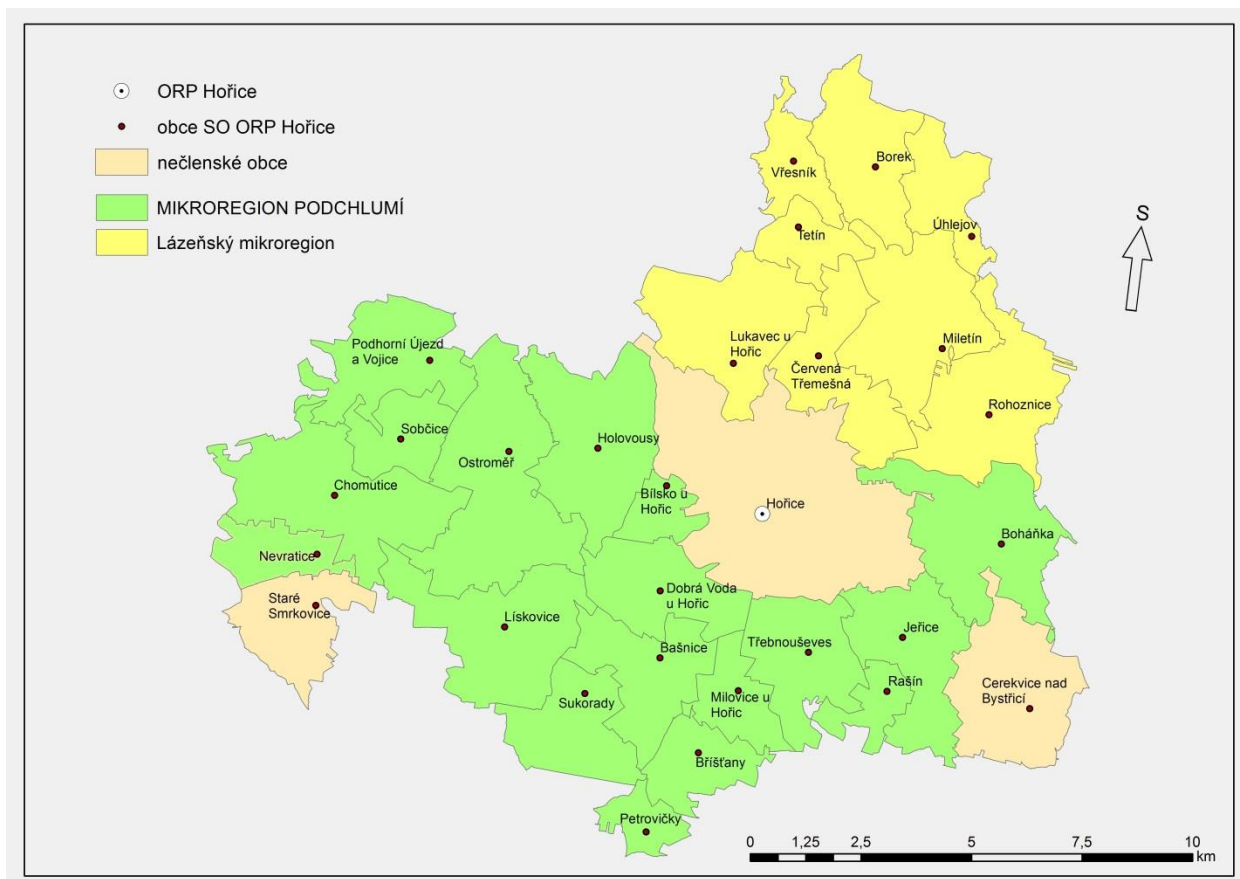 ORP Hořice
obce SO ORP Hořice
nečlenské obce
MIKROREGION PODCHLUMÍ
Lázeňský mikroregion
S
Vřesník
Borek
Tetín
Úhlejov
Lukavec u
Hořic
Červená
Třemešná
Miletín
Rohoznice
Podhorní Újezd
a Vojice
Sobčice
Ostroměř
Holovousy
Chomutice
Bílsko u
Hořic
Hořice
Boháňka
Nevratice
Staré
Smrkovice
Lískovice
Dobrá Voda
u Hořic
Bašnice
Třebnouševes
Jeřice
Sukorady
Milovice u
Hořic
Rašín
Cerekvice nad
Bystřicí
Bříšťany
Petrovičky
0 1,25 2,5 5 7,5 10
km